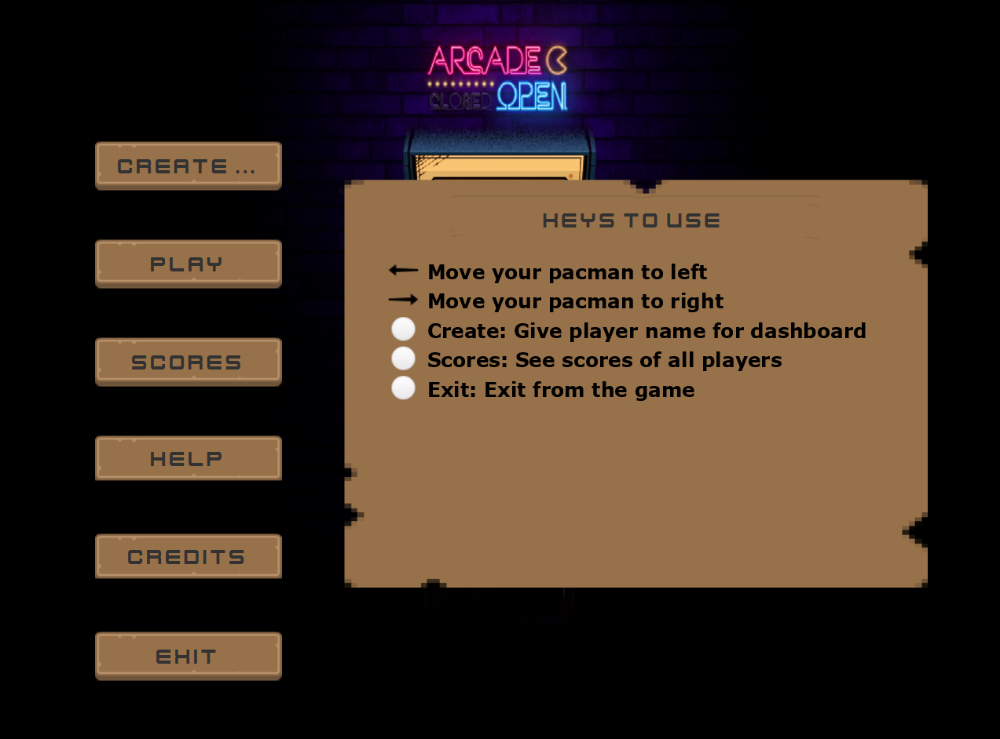 ARCADE
CLOSED OPEN
CREATE ...
PLAY
SCORES
HELP
CREDITS
EXIT
KEYS TO USE
Move your pacman to left
Move your pacman to right
Create: Give player name for dashboard
Scores: See scores of all players
Exit: Exit from the game